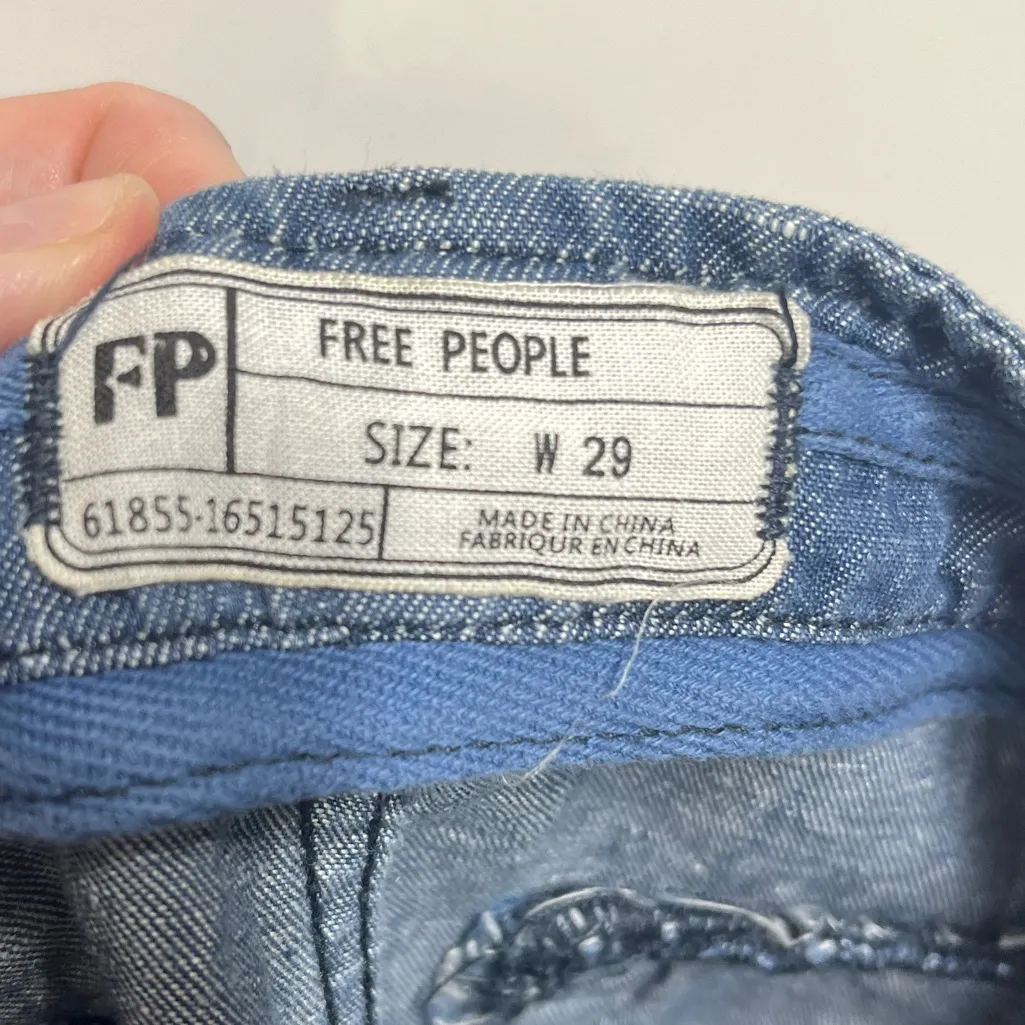 FP
FREE PEOPLE
SIZE: W 29
61855-16515125
MADE IN CHINA
FABRIQUR EN CHINA